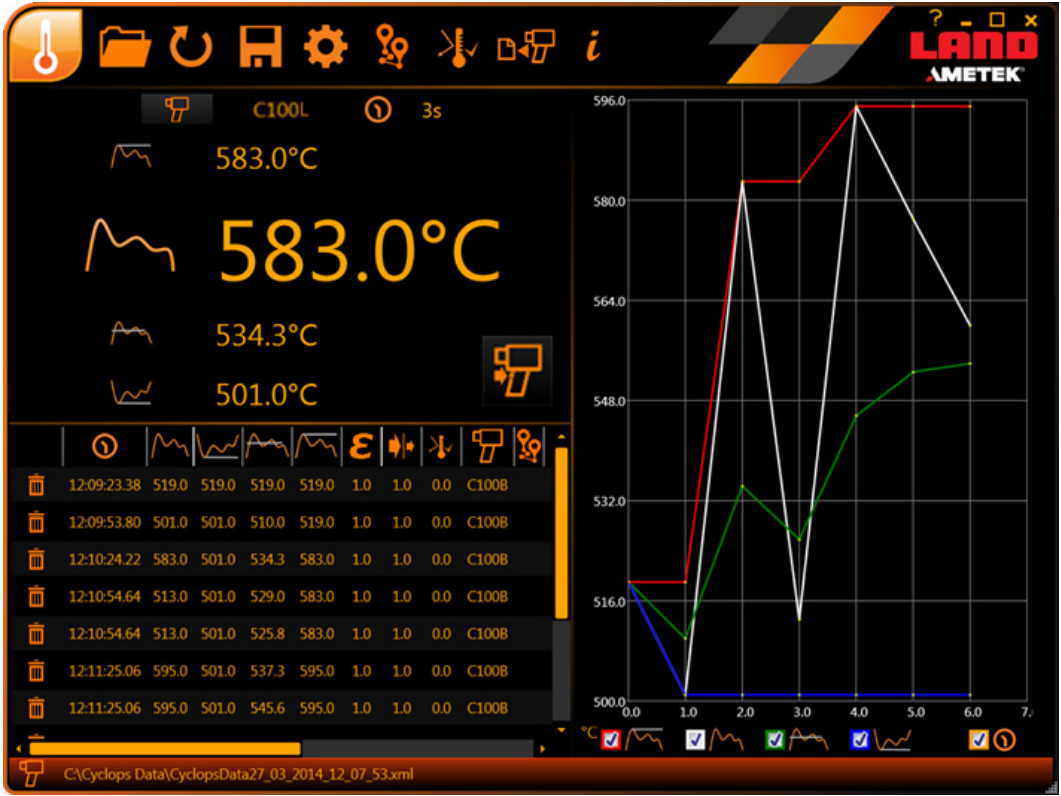 i
?
LAND
AMETEK
C100L 3s
583.0°C
583.0°C
534.3°C
501.0°C
ε
12:09:23.38 519.0 519.0 519.0 519.0 1.0 1.0 0.0 C100B
12:09:53.80 501.0 501.0 510.0 519.0 1.0 1.0 0.0 C100B
12:10:24.22 583.0 501.0 534.3 583.0 1.0 1.0 0.0 C100B
12:10:54.64 513.0 501.0 529.0 583.0 1.0 1.0 0.0 C100B
12:10:54.64 513.0 501.0 525.8 583.0 1.0 1.0 0.0 C100B
12:11:25.06 595.0 501.0 537.3 595.0 1.0 1.0 0.0 C100B
12:11:25.06 595.0 501.0 545.6 595.0 1.0 1.0 0.0 C100B
596.0
580.0
564.0
548.0
532.0
516.0
500.0
0.0 1.0 2.0 3.0 4.0 5.0 6.0 7.
°C
C:\Cyclops Data\CyclopsData27_03_2014_12_07_53.xml